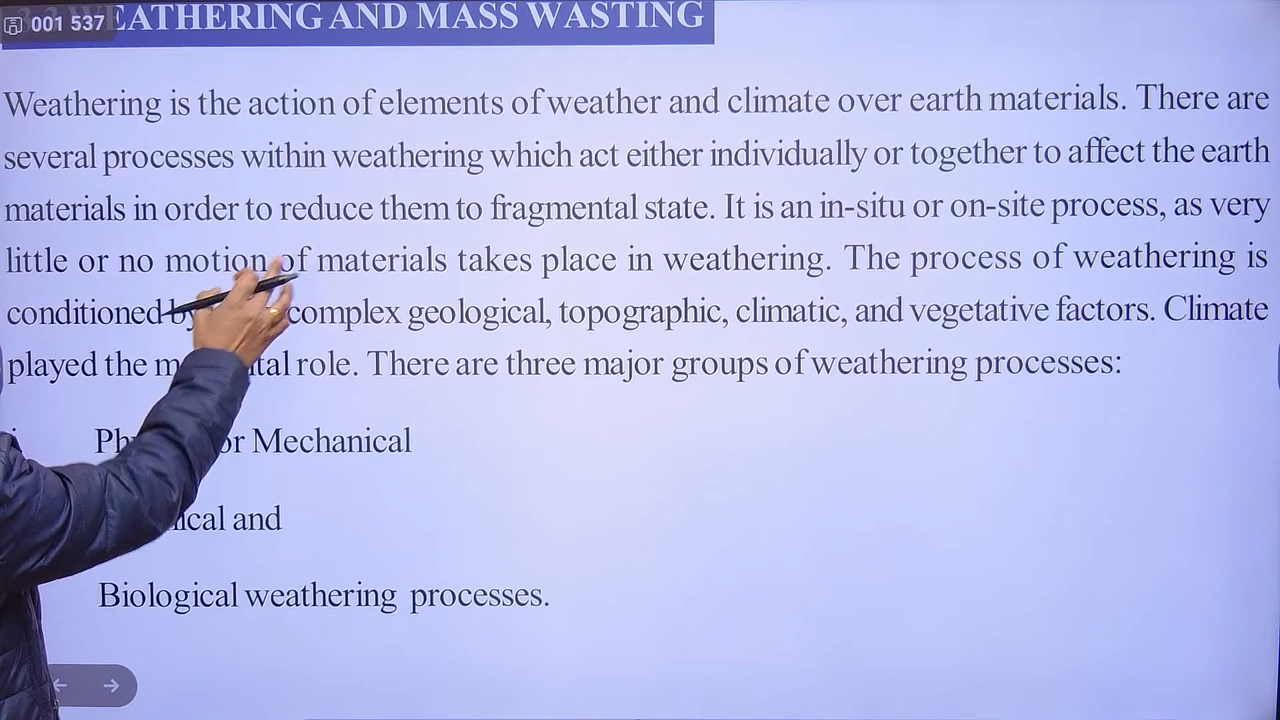 001 537
WEATHERING AND MASS WASTING
Weathering is the action of elements of weather and climate over earth materials. There are
several processes within weathering which act either individually or together to affect the earth
materials in order to reduce them to fragmental state. It is an in-situ or on-site process, as very
little or no motion of materials takes place in weathering. The process of weathering is
conditioned by complex geological, topographic, climatic, and vegetative factors. Climate
played the role. There are three major groups of weathering processes:
or Mechanical
and
Biological weathering processes.